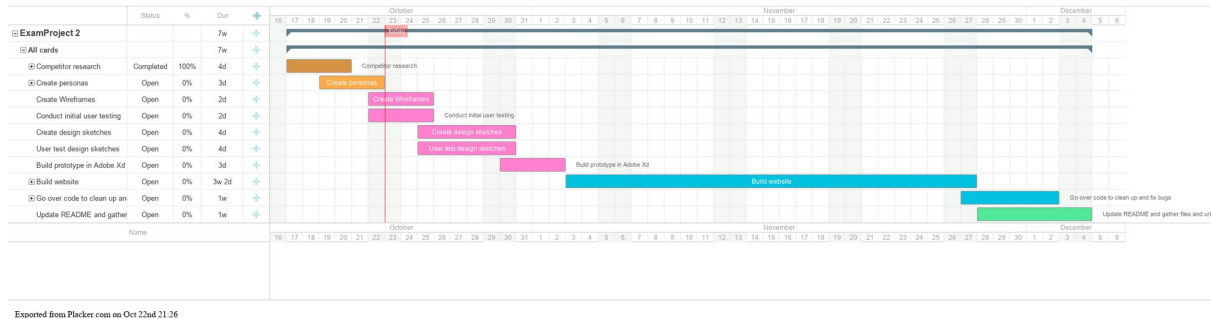 October November December
Status % Dur 16 17 18 19 20 21 22 23 24 25 26 27 28 29 30 31 1 2 3 4 5 6 7 8 9 10 11 12 13 14 15 16 17 18 19 20 21 22 23 24 25 26 27 28 29 30 1 2 3 4 5 6
ExamProject 2 7w Today
All cards 7w
Competitor research Completed 100% 4d Competitor research
Create personas Open 0% 3d Create personas
Create Wireframes Open 0% 2d Create Wireframes
Conduct initial user testing Open 0% 2d Conduct initial user testing
Create design sketches Open 0% 4d Create design sketches
User test design sketches Open 0% 4d User test design sketches
Build prototype in Adobe Xd Open 0% 3d Build prototype in Adobe Xd
Build website Open 0% 3w 2d Build website
Go over code to clean up an Open 0% 1w Go over code to clean up and fix bugs
Update README and gather Open 0% 1w Update README and gather files and url
Name October November December
16 17 18 19 20 21 22 23 24 25 26 27 28 29 30 31 1 2 3 4 5 6 7 8 9 10 11 12 13 14 15 16 17 18 19 20 21 22 23 24 25 26 27 28 29 30 1 2 3 4 5 6
Exported from Placker.com on Oct 22nd 21:26